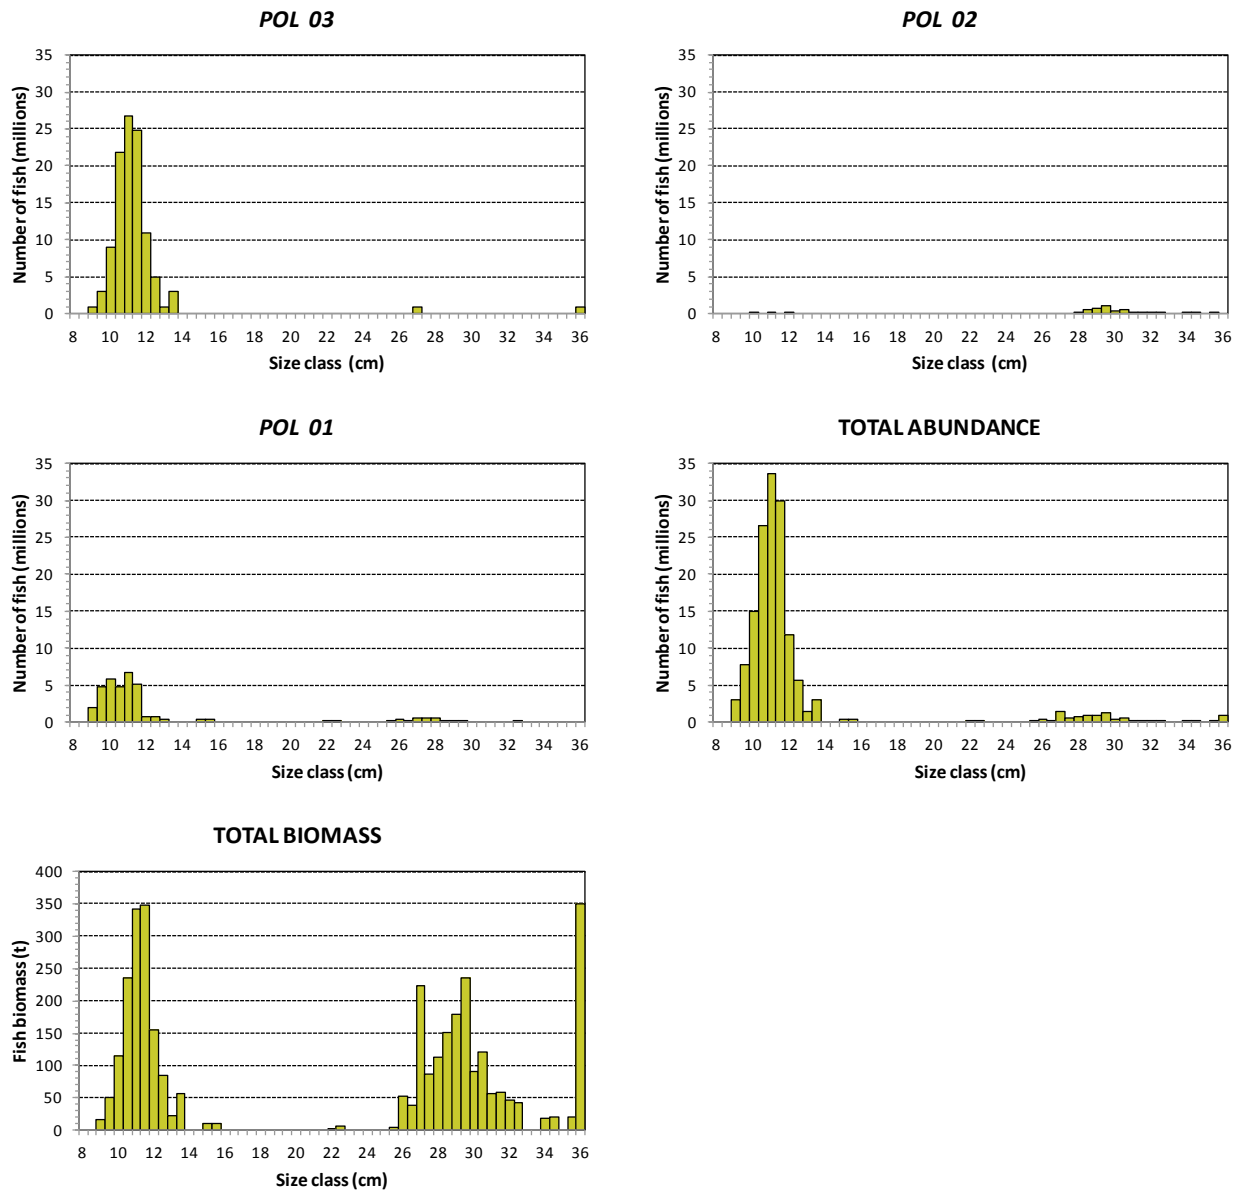 POL 03
35
30
25
20
15
10
5
0
Number of fish (millions)
8 10 12 14 16 18 20 22 24 26 28 30 32 34 36
Size class (cm)
POL 02
35
30
25
20
15
10
5
0
Number of fish (millions)
8 10 12 14 16 18 20 22 24 26 28 30 32 34 36
Size class (cm)
POL 01
35
30
25
20
15
10
5
0
Number of fish (millions)
8 10 12 14 16 18 20 22 24 26 28 30 32 34 36
Size class (cm)
TOTAL ABUNDANCE
35
30
25
20
15
10
5
0
Number of fish (millions)
8 10 12 14 16 18 20 22 24 26 28 30 32 34 36
Size class (cm)
TOTAL BIOMASS
400
350
300
250
200
150
100
50
0
Fish biomass (t)
8 10 12 14 16 18 20 22 24 26 28 30 32 34 36
Size class (cm)